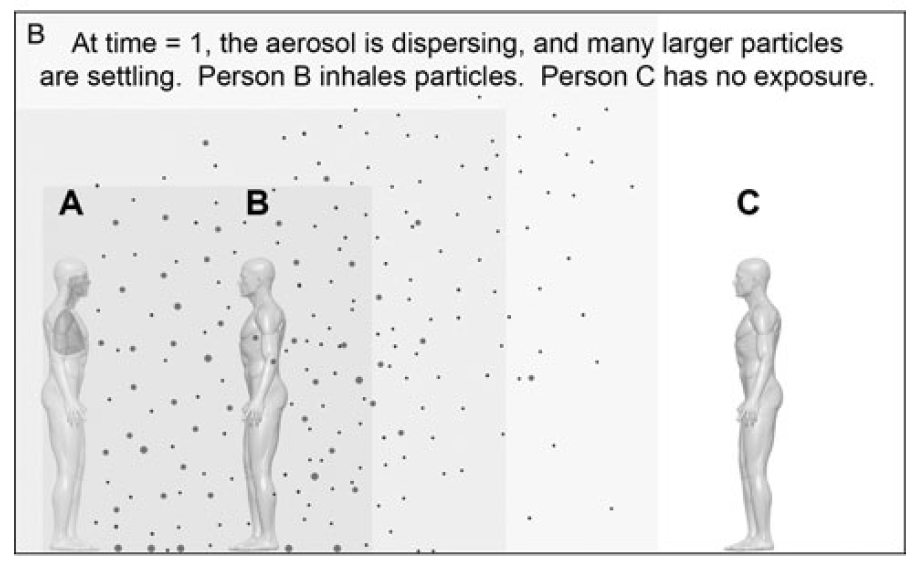 B At time = 1, the aerosol is dispersing, and many larger particles
are settling. Person B inhales particles. Person C has no exposure.
A B C